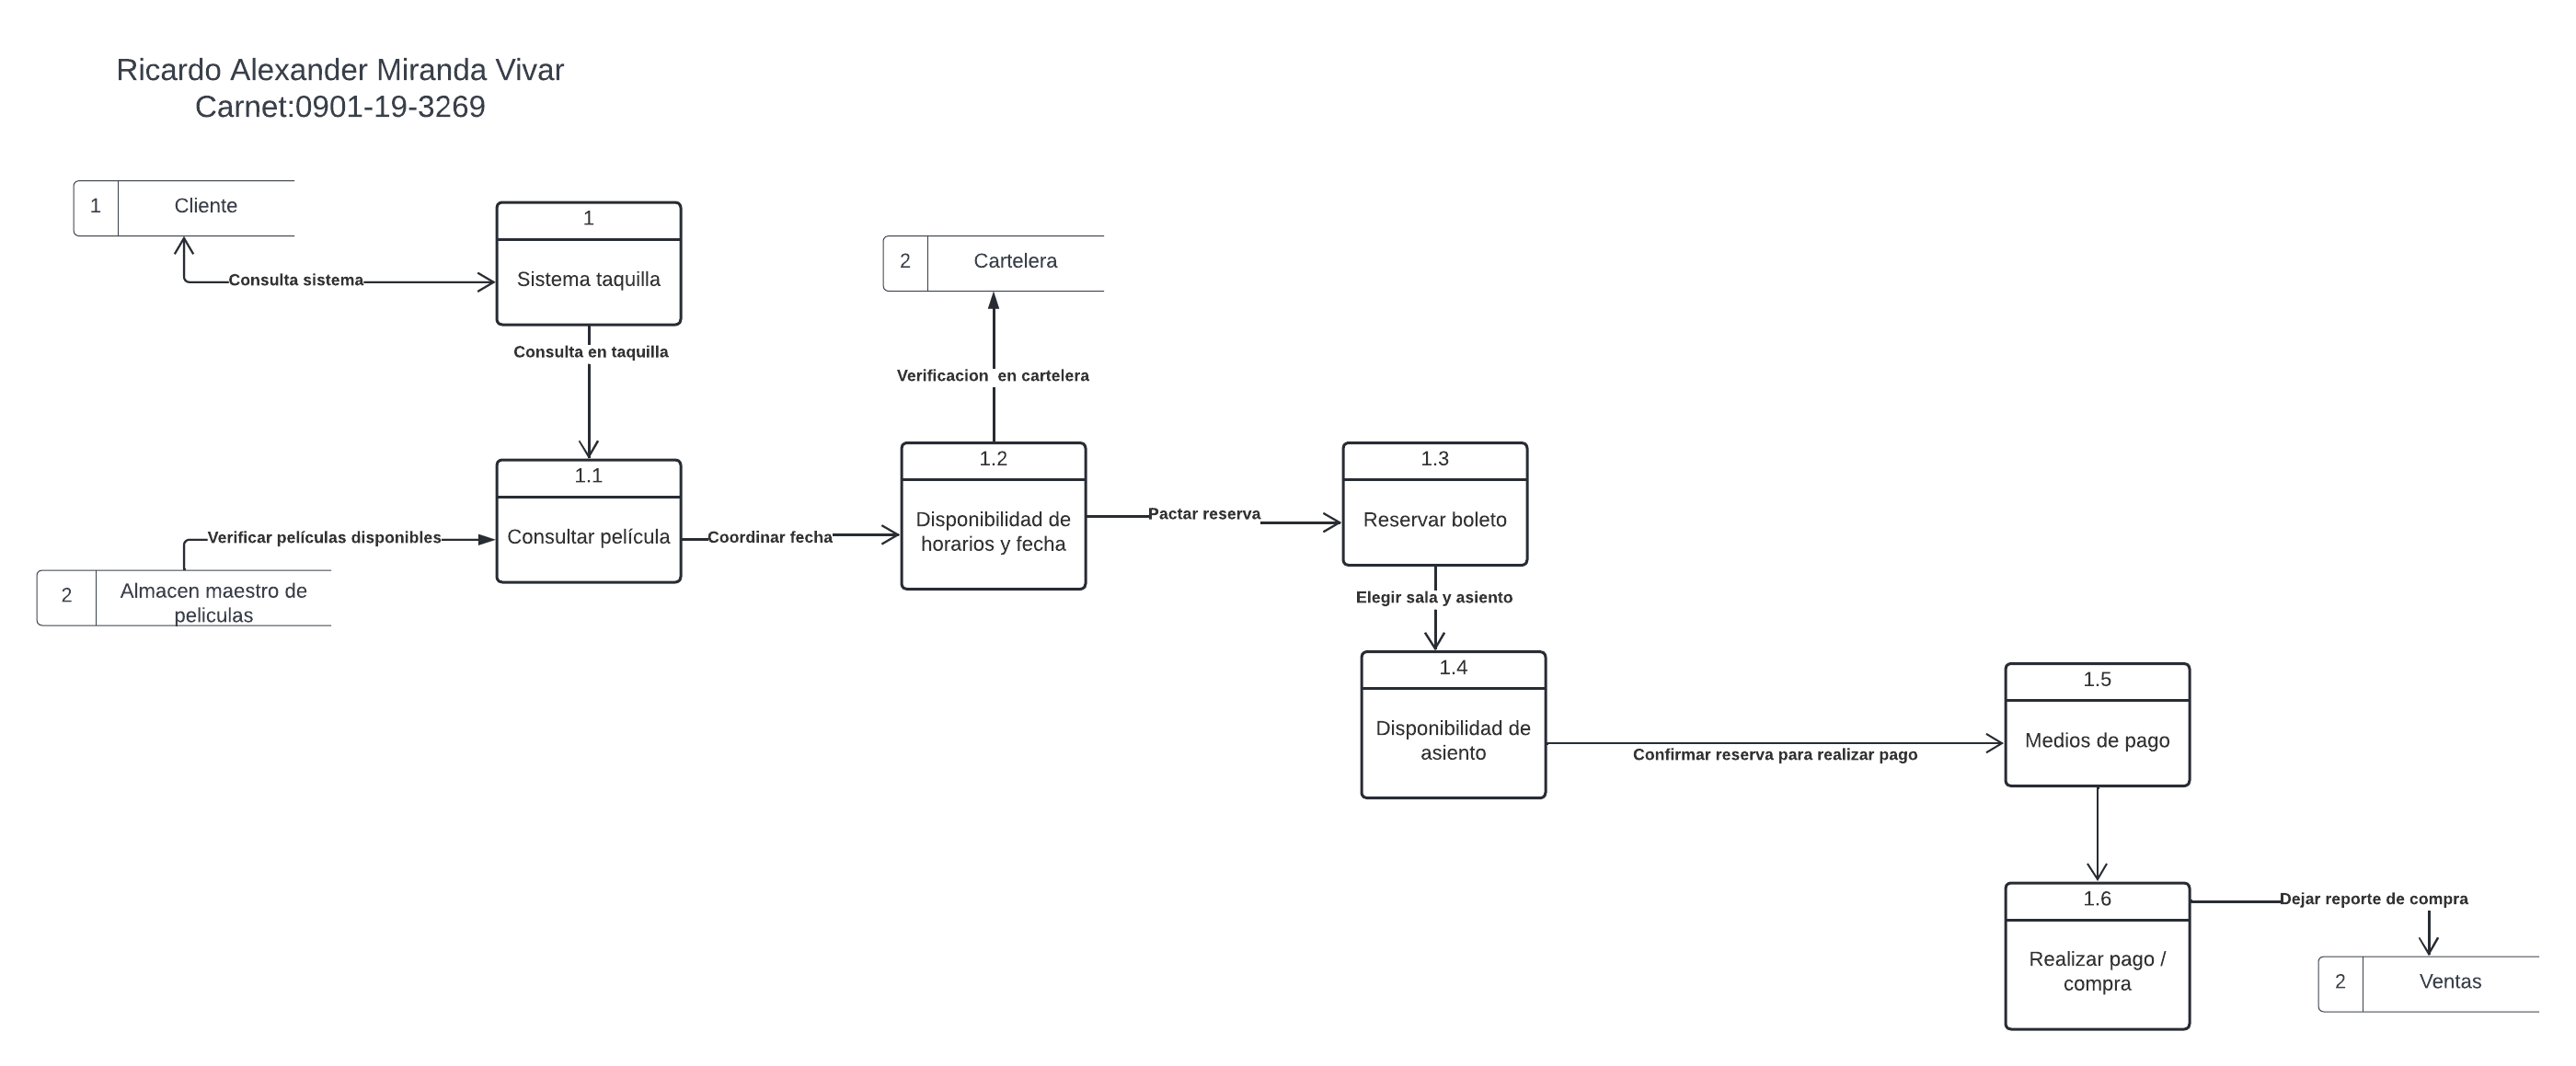 Ricardo Alexander Miranda Vivar
Carnet:0901-19-3269
1
Cliente
Consulta sistema
1
Sistema taquilla
Consulta en taquilla
2
Cartelera
Verificacion  en cartelera
1.1
Consultar película
Verificar películas disponibles
2
Almacen maestro de
peliculas
Coordinar fecha
1.2
Disponibilidad de
horarios y fecha
Pactar reserva
1.3
Reservar boleto
Elegir sala y asiento
1.4
Disponibilidad de
asiento
Confirmar reserva para realizar pago
1.5
Medios de pago
1.6
Realizar pago /
compra
Dejar reporte de compra
2
Ventas